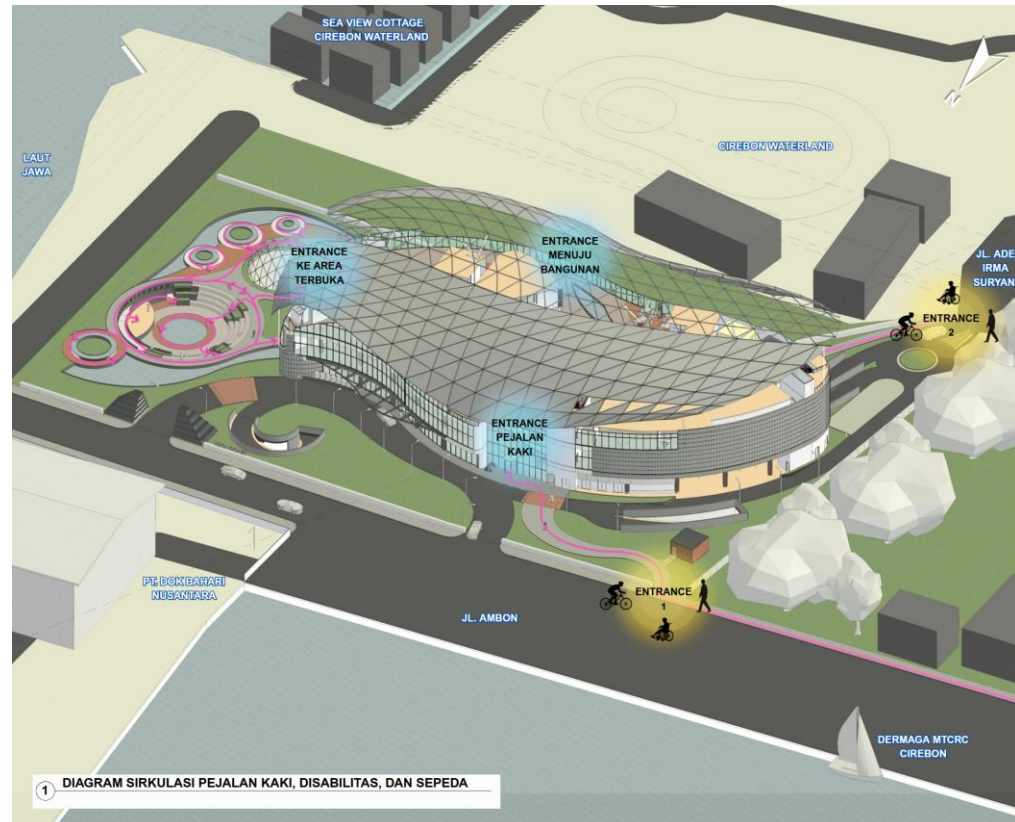 SEA VIEW COTTAGE
CIREBON WATERLAND
N
CIREBON WATERLAND
LAUT
JAWA
ENTRANCE
KE AREA
TERBUKA
ENTRANCE
MENUJU
BANGUNAN
JL. ADE
IRMA
SURYAN
ENTRANCE
2
ENTRANCE
PEJALAN
KAKI
PT. DOK BAHARI
NUSANTARA
ENTRANCE
1
JL. AMBON
DERMAGA MTCRC
CIREBON
1 DIAGRAM SIRKULASI PEJALAN KAKI, DISABILITAS, DAN SEPEDA